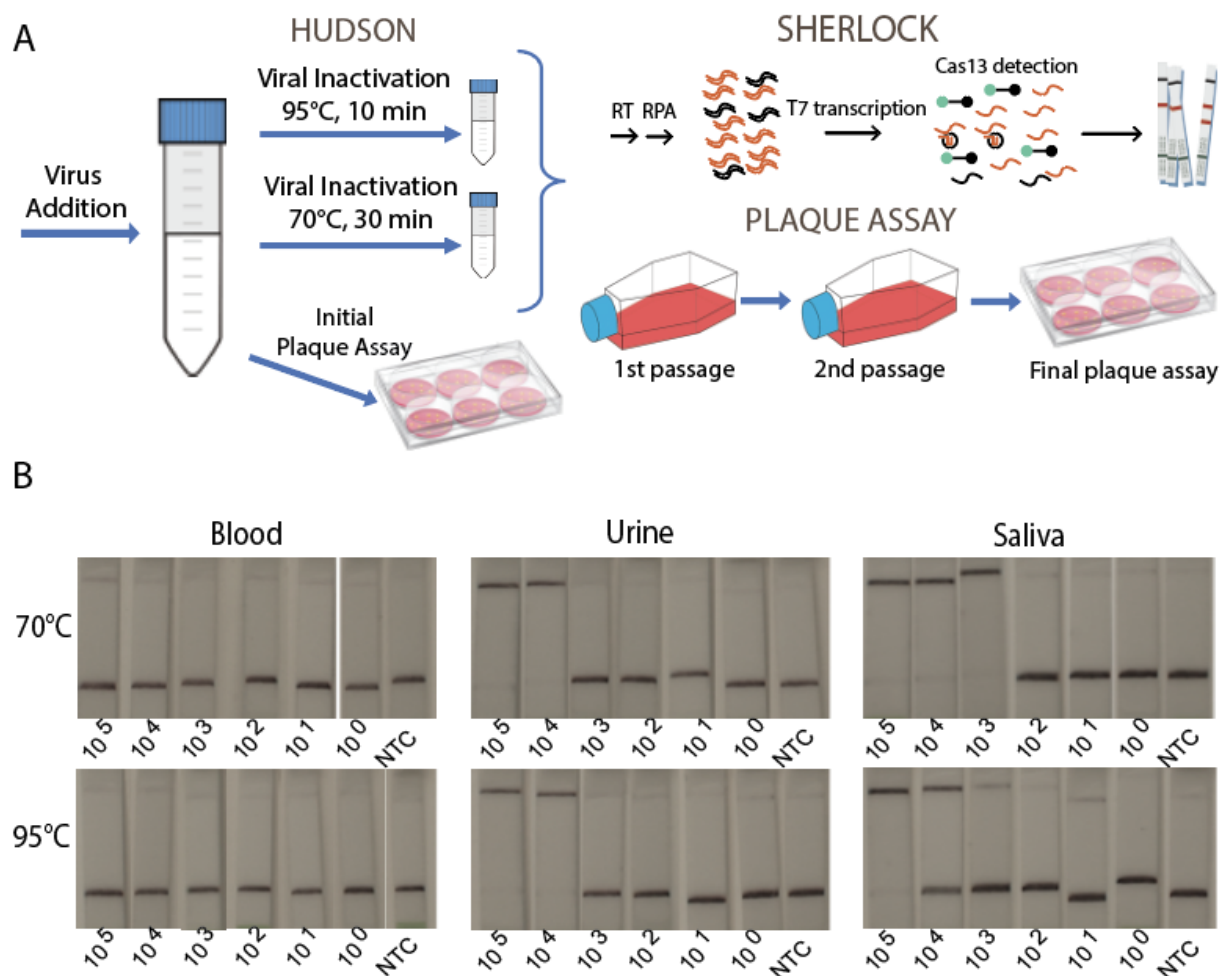 A
HUDSON
SHERLOCK
Viral Inactivation
95°C, 10 min
Cas13 detection
RT RPA
T7 transcription
Virus
Addition
Viral Inactivation
70°C, 30 min
PLAQUE ASSAY
Initial
Plaque Assay
1st passage
2nd passage
Final plaque assay
B
Blood
Urine
Saliva
70°C
10 5 10 4 10 3 10 2 10 1 10 0 NTC
10 5 10 4 10 3 10 2 10 1 10 0 NTC
10 5 10 4 10 3 10 2 10 1 10 0 NTC
95°C
10 5 10 4 10 3 10 2 10 1 10 0 NTC
10 5 10 4 10 3 10 2 10 1 10 0 NTC
10 5 10 4 10 3 10 2 10 1 10 0 NTC